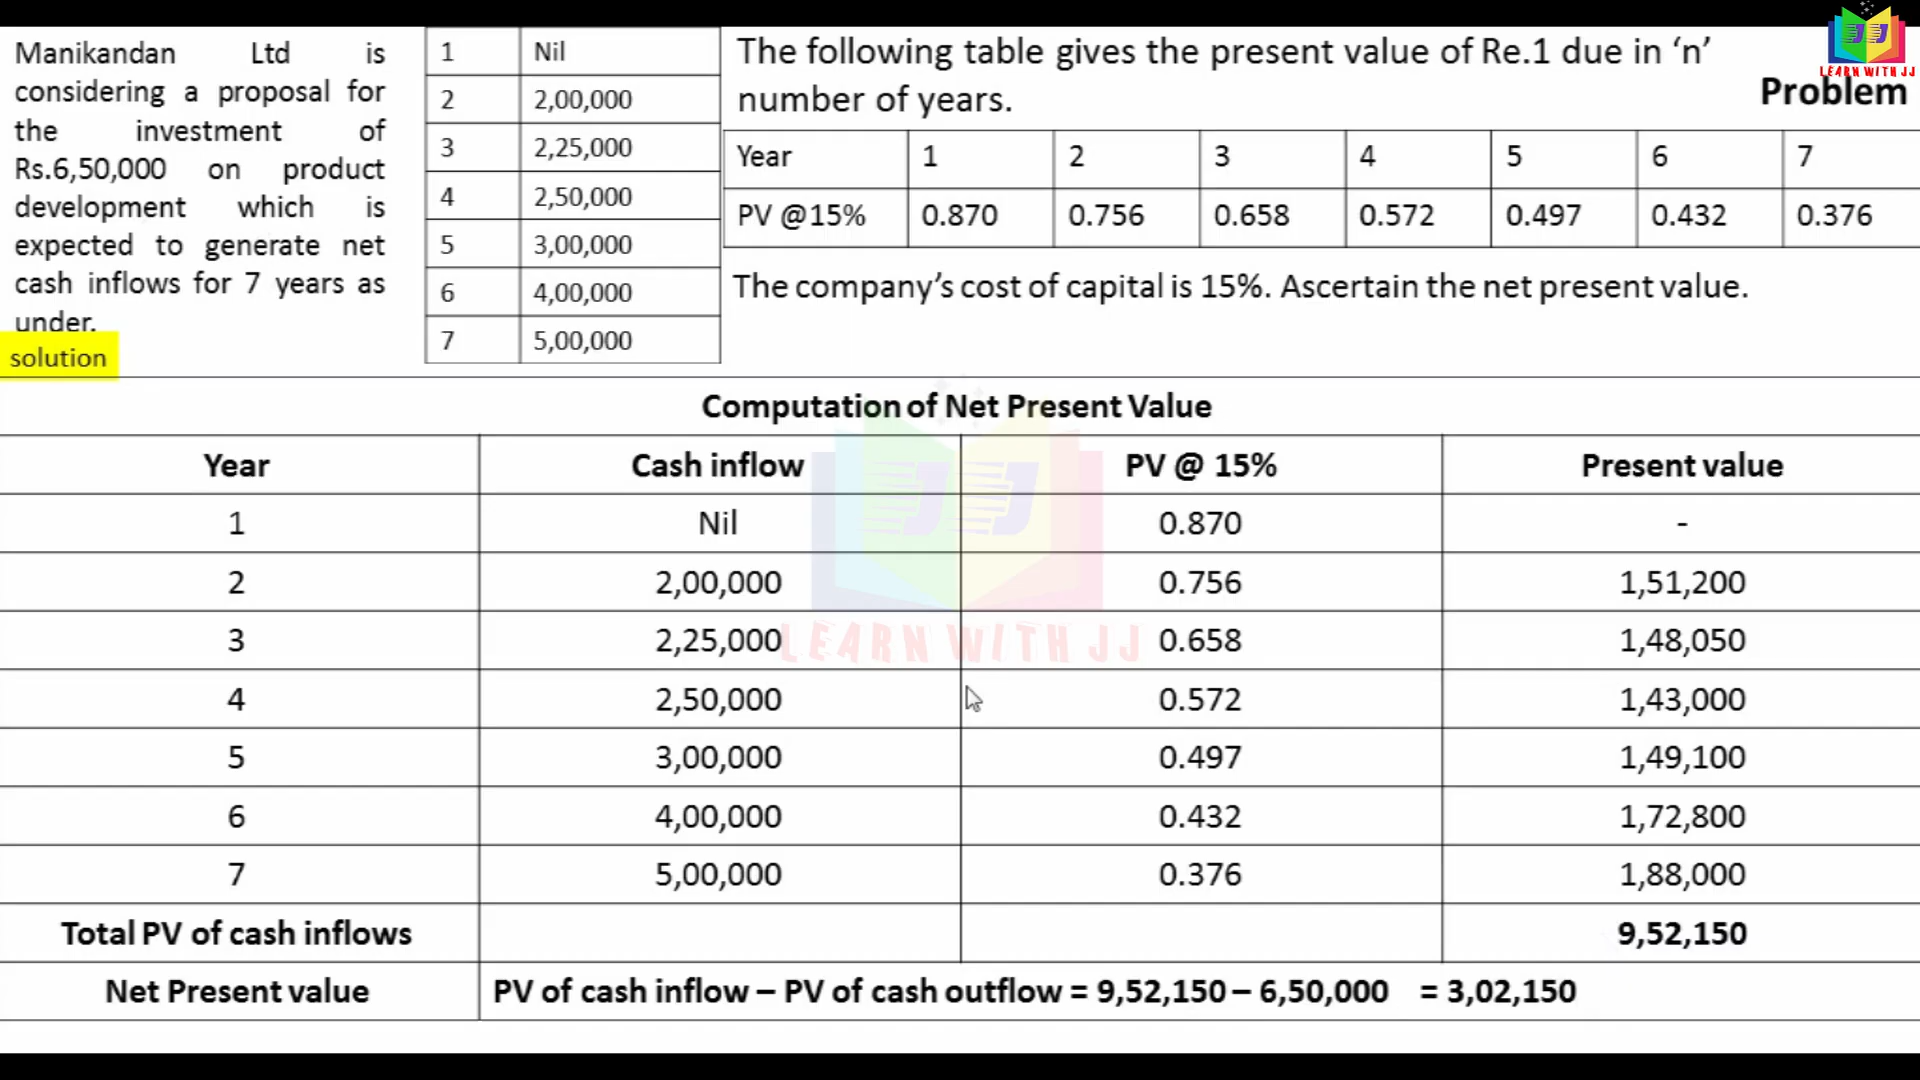 Manikandan Ltd is
considering a proposal for
the investment of
Rs.6,50,000 on product
development which is
expected to generate net
cash inflows for 7 years as
under.
1 Nil
2 2,00,000
3 2,25,000
4 2,50,000
5 3,00,000
6 4,00,000
7 5,00,000
The following table gives the present value of Re.1 due in ‘n’
number of years.
LEARN WITH JJ
Problem
Year 1 2 3 4 5 6 7
PV @15% 0.870 0.756 0.658 0.572 0.497 0.432 0.376
The company’s cost of capital is 15%. Ascertain the net present value.
solution
Computation of Net Present Value
Year Cash inflow PV @ 15% Present value
1 Nil 0.870 -
2 2,00,000 0.756 1,51,200
3 2,25,000 0.658 1,48,050
4 2,50,000 0.572 1,43,000
5 3,00,000 0.497 1,49,100
6 4,00,000 0.432 1,72,800
7 5,00,000 0.376 1,88,000
Total PV of cash inflows 9,52,150
Net Present value PV of cash inflow – PV of cash outflow = 9,52,150 – 6,50,000 = 3,02,150
JJ
LEARN WITH JJ